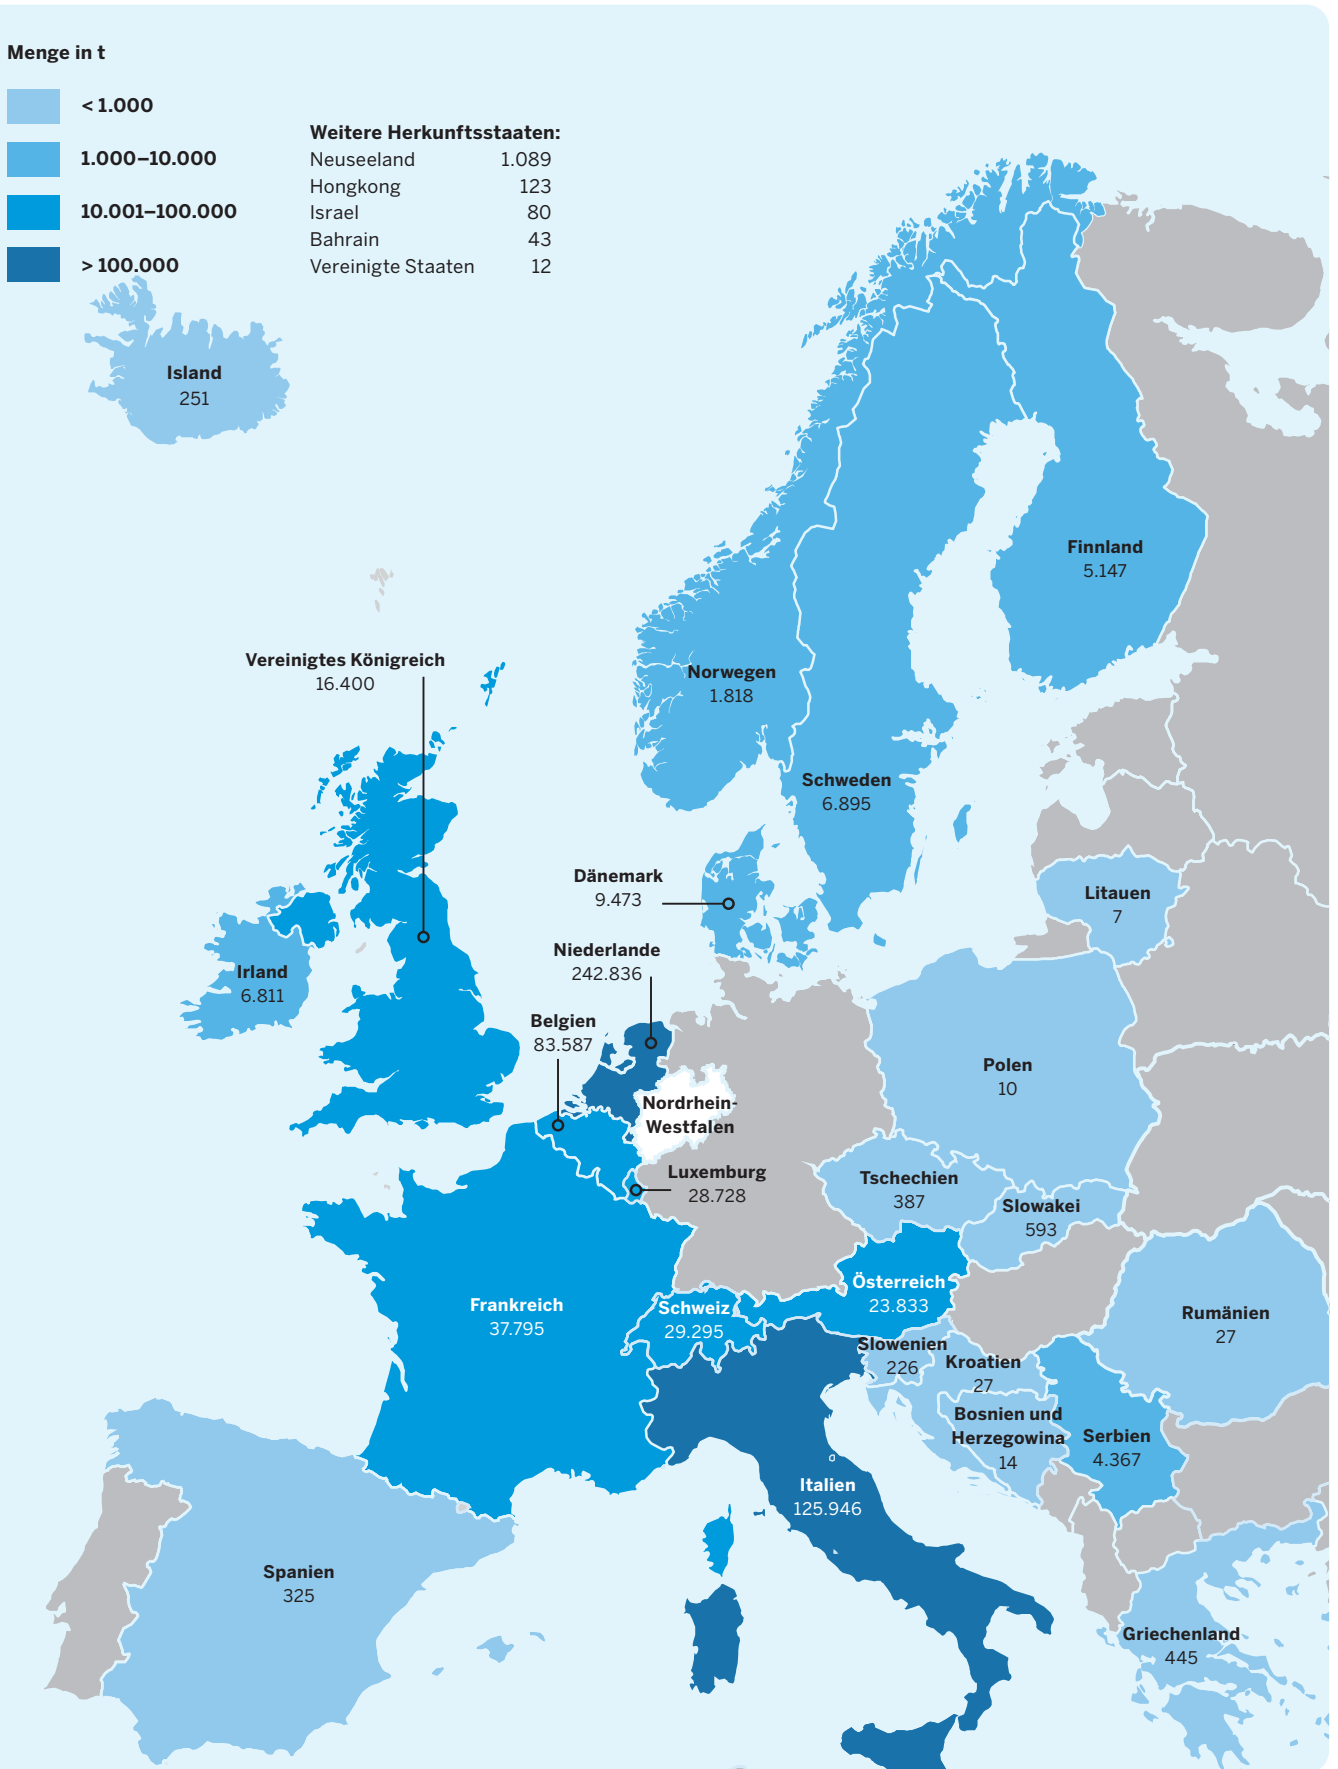 Menge in t
< 1.000
1.000–10.000
10.001–100.000
> 100.000
Weitere Herkunftsstaaten:
Neuseeland 1.089
Hongkong 123
Israel 80
Bahrain 43
Vereinigte Staaten 12
Island
251
Finnland
5.147
Vereinigtes Königreich
16.400
Norwegen
1.818
Schweden
6.895
Dänemark
9.473
Litauen
7
Niederlande
242.836
Irland
6.811
Belgien
83.587
Polen
10
Nordrhein-
Westfalen
Luxemburg
28.728
Tschechien
387
Slowakei
593
Österreich
23.833
Frankreich
37.795
Schweiz
29.295
Rumänien
27
Slowenien
226
Kroatien
27
Bosnien und
Herzegowina
14
Serbien
4.367
Italien
125.946
Spanien
325
Griechenland
445